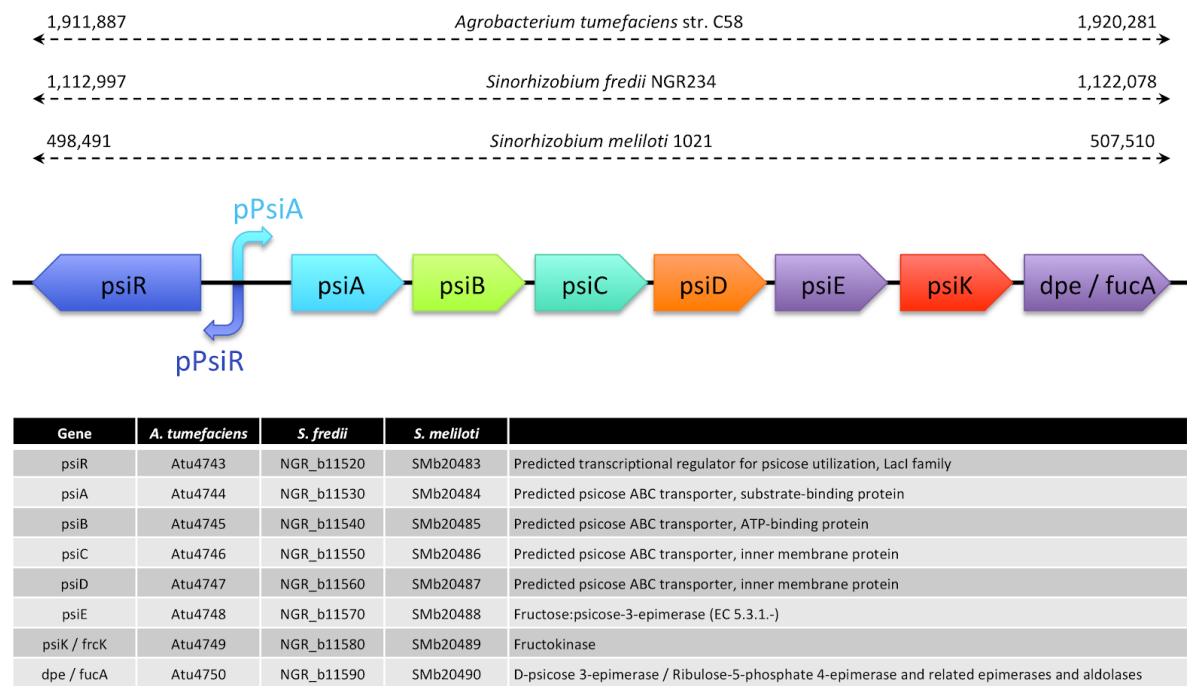 1,911,887 Agrobacterium tumefaciens str. C58 1,920,281
1,112,997 Sinorhizobium fredii NGR234 1,122,078
498,491 Sinorhizobium meliloti 1021 507,510
pPsiA
psiR psiA psiB psiC psiD psiE psiK dpe / fucA
pPsiR
Gene A. tumefaciens S. fredii S. meliloti
psiR Atu4743 NGR_b11520 SMb20483 Predicted transcriptional regulator for psicose utilization, LacI family
psiA Atu4744 NGR_b11530 SMb20484 Predicted psicose ABC transporter, substrate-binding protein
psiB Atu4745 NGR_b11540 SMb20485 Predicted psicose ABC transporter, ATP-binding protein
psiC Atu4746 NGR_b11550 SMb20486 Predicted psicose ABC transporter, inner membrane protein
psiD Atu4747 NGR_b11560 SMb20487 Predicted psicose ABC transporter, inner membrane protein
psiE Atu4748 NGR_b11570 SMb20488 Fructose:psicose-3-epimerase (EC 5.3.1.-)
psiK / frcK Atu4749 NGR_b11580 SMb20489 Fructokinase
dpe / fucA Atu4750 NGR_b11590 SMb20490 D-psicose 3-epimerase / Ribulose-5-phosphate 4-epimerase and related epimerases and aldolases